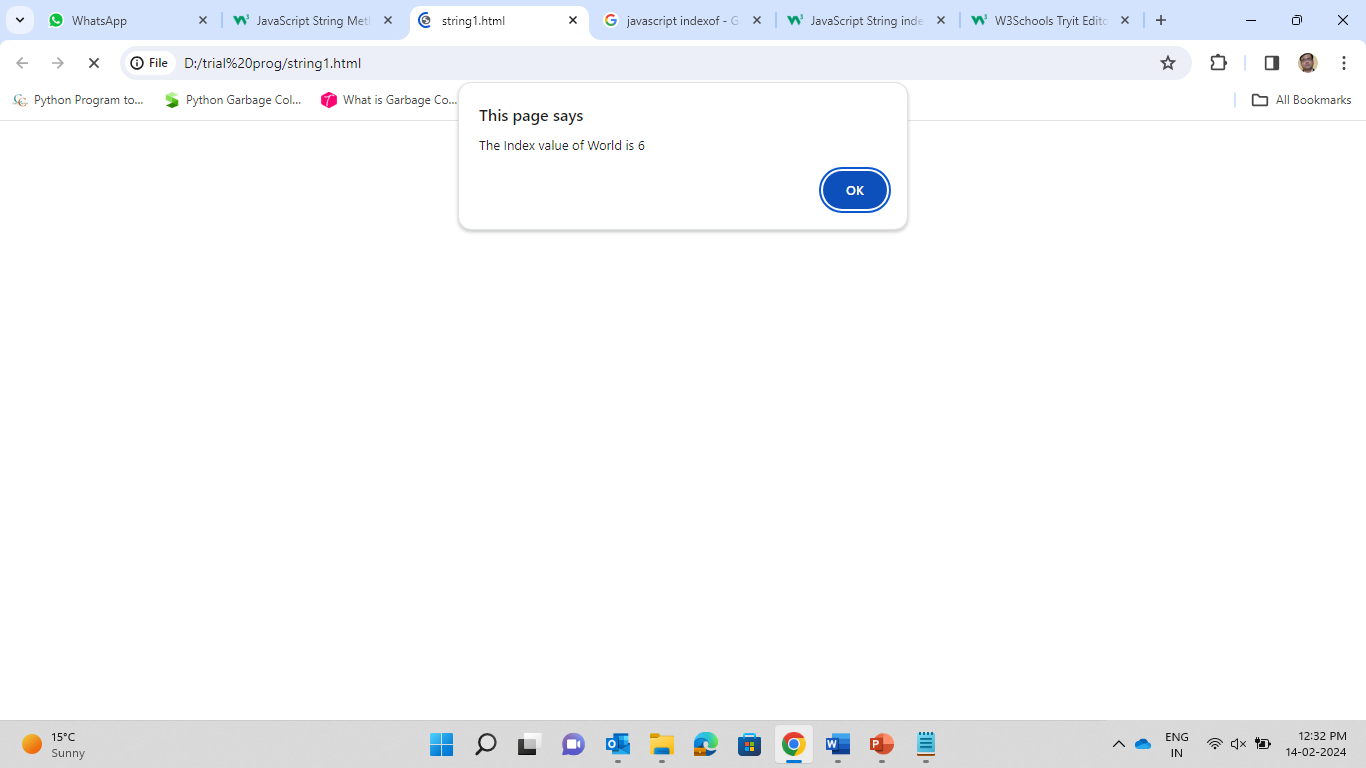 WhatsApp
JavaScript String Met
string1.html
javascript indexof - G
JavaScript String inde
W3Schools Tryit Edito
File
D:/trial%20prog/string1.html
Python Program to...
Python Garbage Col...
What is Garbage Co...
All Bookmarks
This page says
The Index value of World is 6
OK
15°C
Sunny
ENG
IN
12:32 PM
14-02-2024